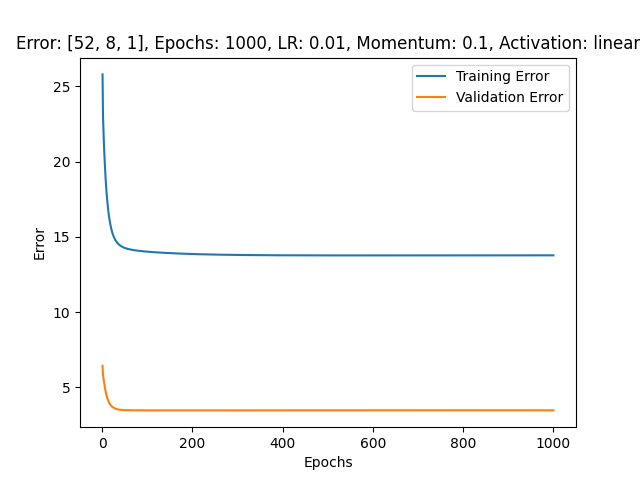 Error: [52, 8, 1], Epochs: 1000, LR: 0.01, Momentum: 0.1, Activation: linear
Training Error
Validation Error
25
20
15
10
5
Error
0 200 400 600 800 1000
Epochs